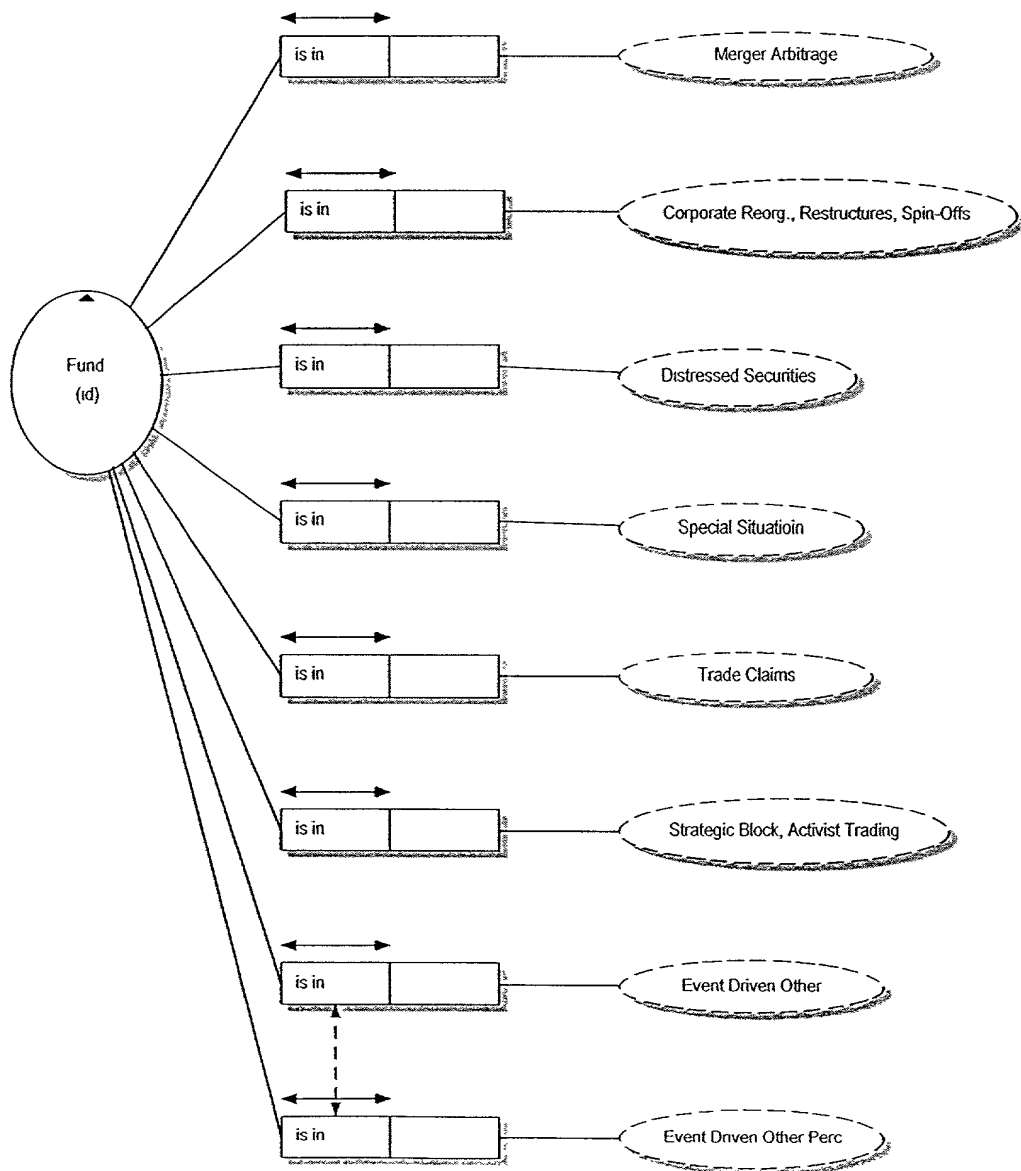 is in
Merger Arbitrage
is in
Corporate Reorg., Restructures, Spin-Offs
Fund
(id)
is in
Distressed Securities
is in
Special Situatioin
is in
Trade Claims
is in
Strategic Block, Activist Trading
is in
Event Driven Other
is in
Event Driven Other Perc